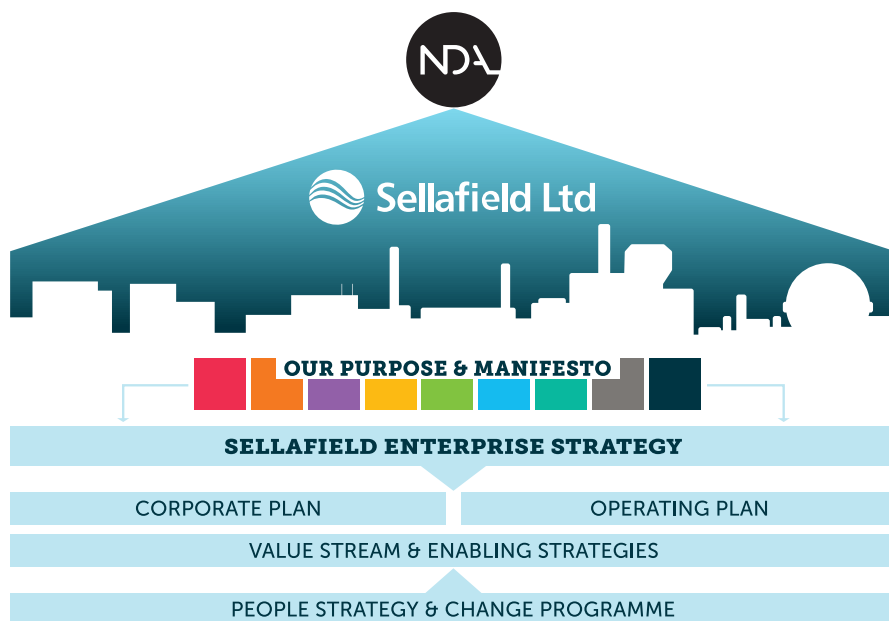 NDA
Sellafield Ltd
OUR PURPOSE & MANIFESTO
SELLAFIELD ENTERPRISE STRATEGY
CORPORATE PLAN
OPERATING PLAN
VALUE STREAM & ENABLING STRATEGIES
PEOPLE STRATEGY & CHANGE PROGRAMME